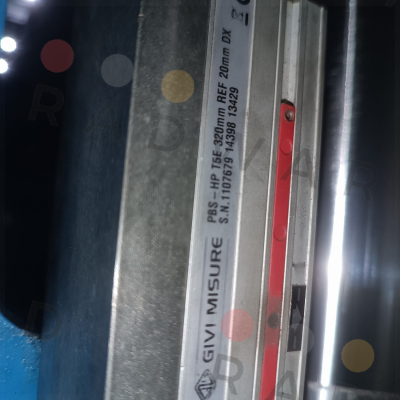 GIVI MISURE
PBS-HP T5E 320mm REF 20mm DX
S.N.1107679 14398 13429